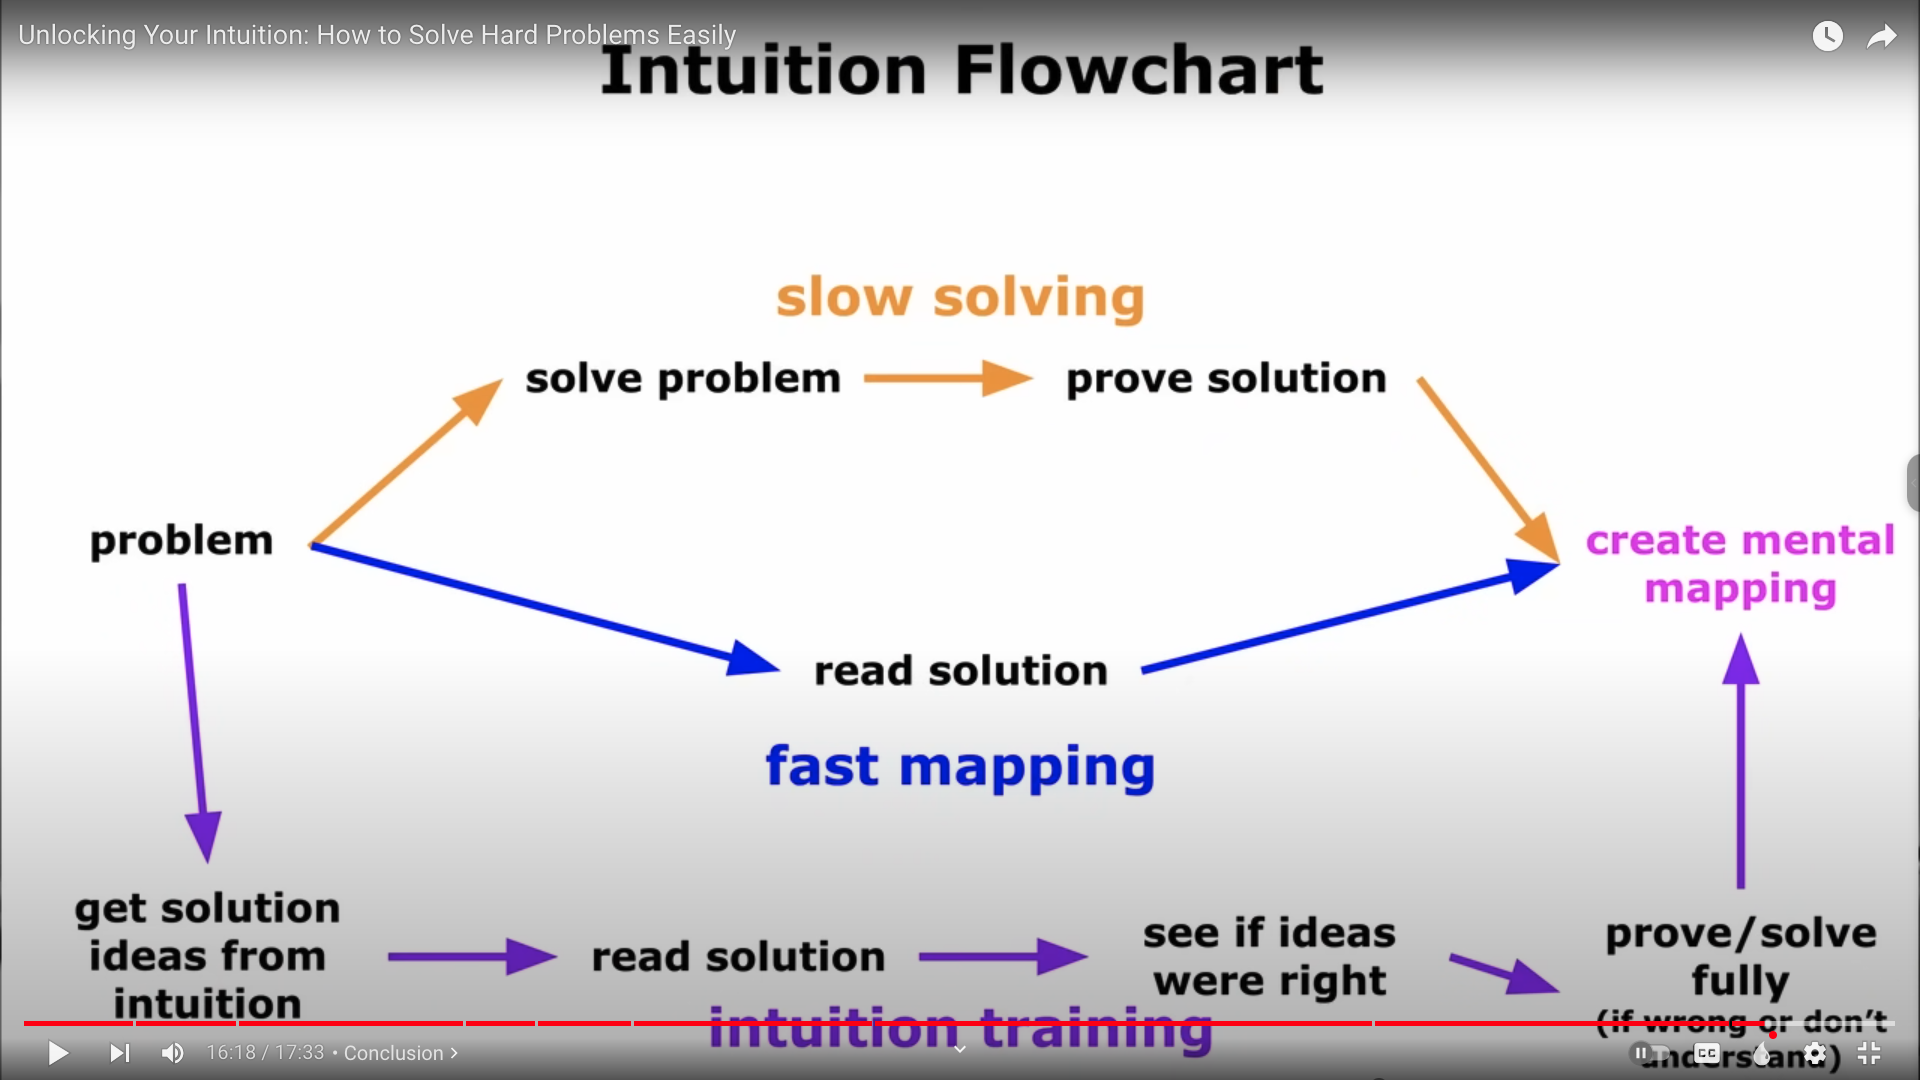 Unlocking Your Intuition: How to Solve Hard Problems Easily
Intuition Flowchart
slow solving
solve problem
prove solution
problem
create mental
mapping
read solution
fast mapping
get solution
ideas from
intuition
read solution
see if ideas
were right
prove/solve
fully
(if wrong or don't
understand)
intuition training
16:18 / 17:33 • Conclusion
CC